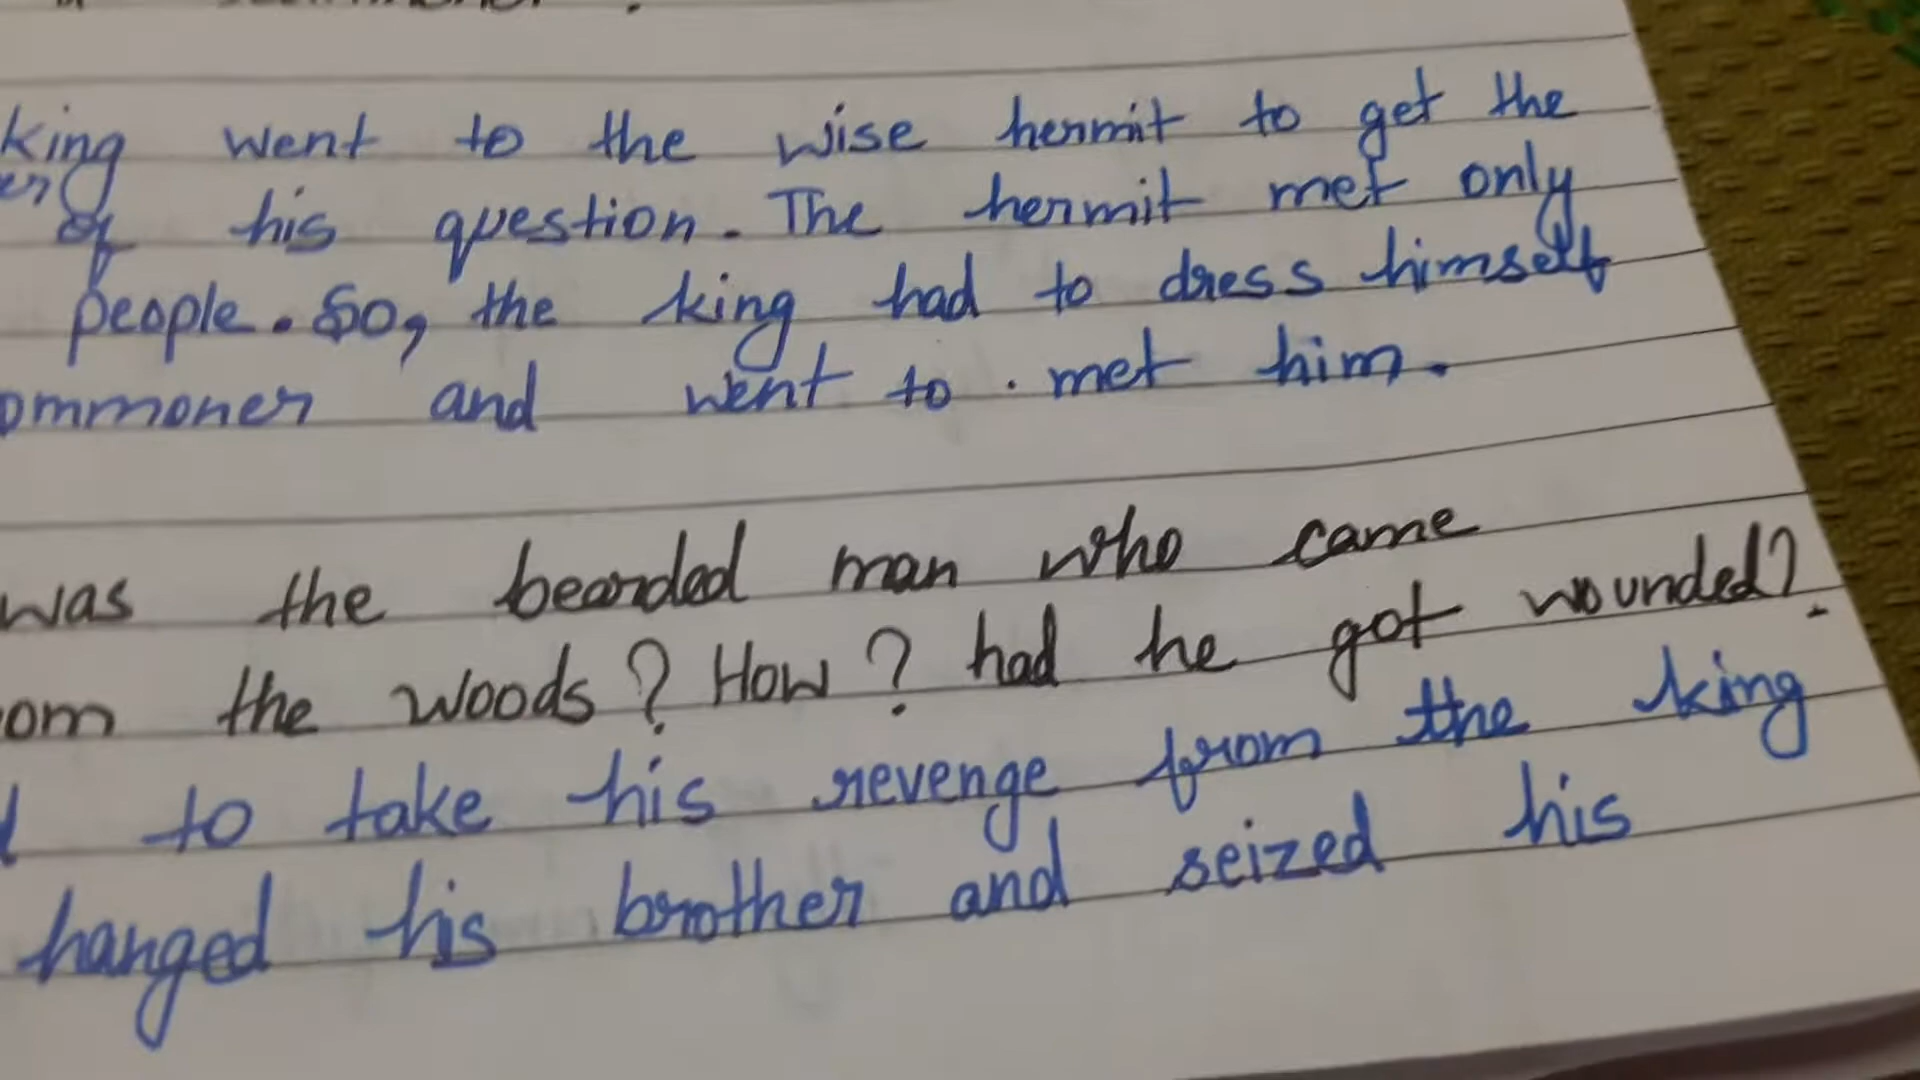 king went to the wise hermit to get the
er of his question. The hermit met only
people. So, the king had to dress himself
ommoner and went to met him.
was the bearded man who came
om the woods? How? had he got wounded?
to take his revenge from the king
hanged his brother and seized his